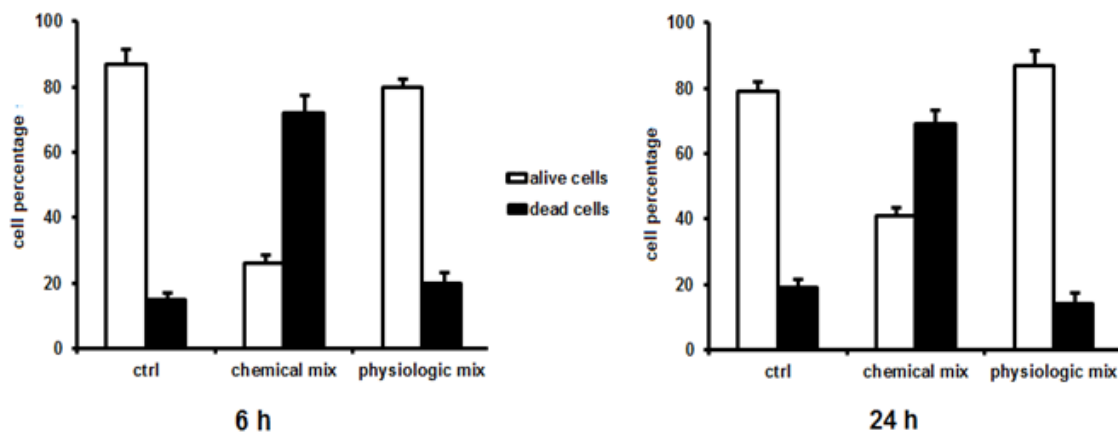 100
80
60
40
20
0
cell percentage
ctrl
chemical mix
physiologic mix
6 h
alive cells
dead cells
100
80
60
40
20
0
cell percentage
ctrl
chemical mix
physiologic mix
24 h